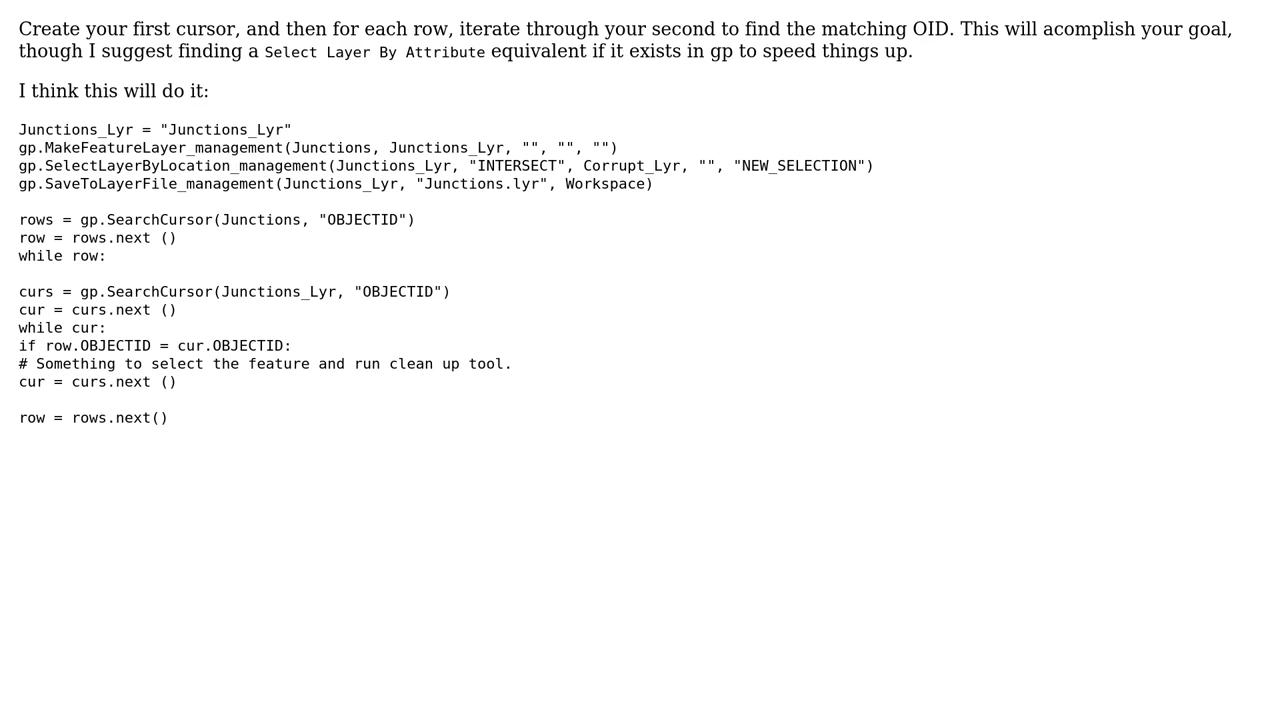 Create your first cursor, and then for each row, iterate through your second to find the matching OID. This will acomplish your goal,
though I suggest finding a Select Layer By Attribute equivalent if it exists in gp to speed things up.
I think this will do it:
Junctions_Lyr = "Junctions_Lyr"
gp.MakeFeatureLayer_management(Junctions, Junctions_Lyr, "", "", "")
gp.SelectLayerByLocation_management(Junctions_Lyr, "INTERSECT", Corrupt_Lyr, "", "NEW_SELECTION")
gp.SaveToLayerFile_management(Junctions_Lyr, "Junctions.lyr", Workspace)
rows = gp.SearchCursor(Junctions, "OBJECTID")
row = rows.next ()
while row:
curs = gp.SearchCursor(Junctions_Lyr, "OBJECTID")
cur = curs.next ()
while cur:
if row.OBJECTID = cur.OBJECTID:
# Something to select the feature and run clean up tool.
cur = curs.next ()
row = rows.next()